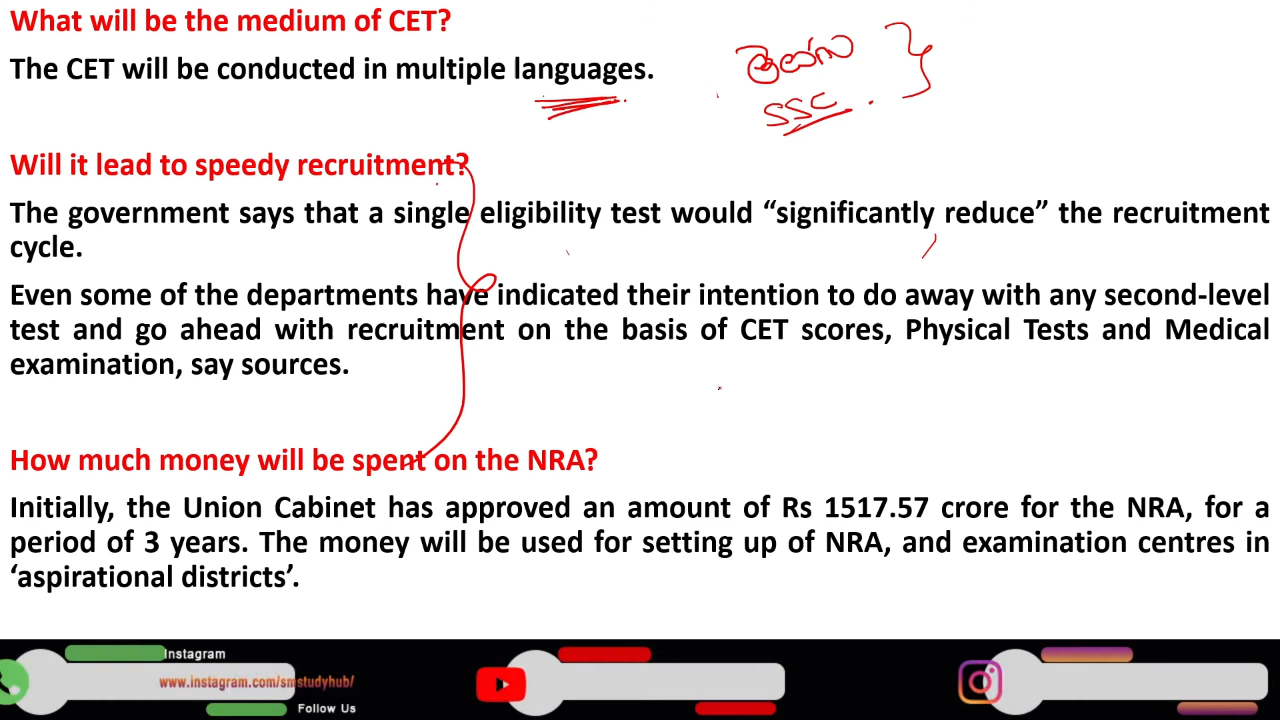 What will be the medium of CET?
The CET will be conducted in multiple languages.
SSC
Will it lead to speedy recruitment?
The government says that a single eligibility test would “significantly reduce” the recruitment
cycle.
Even some of the departments have indicated their intention to do away with any second-level
test and go ahead with recruitment on the basis of CET scores, Physical Tests and Medical
examination, say sources.
How much money will be spent on the NRA?
Initially, the Union Cabinet has approved an amount of Rs 1517.57 crore for the NRA, for a
period of 3 years. The money will be used for setting up of NRA, and examination centres in
‘aspirational districts’.
Instagram
www.instagram.com/smstudyhub/
Follow Us